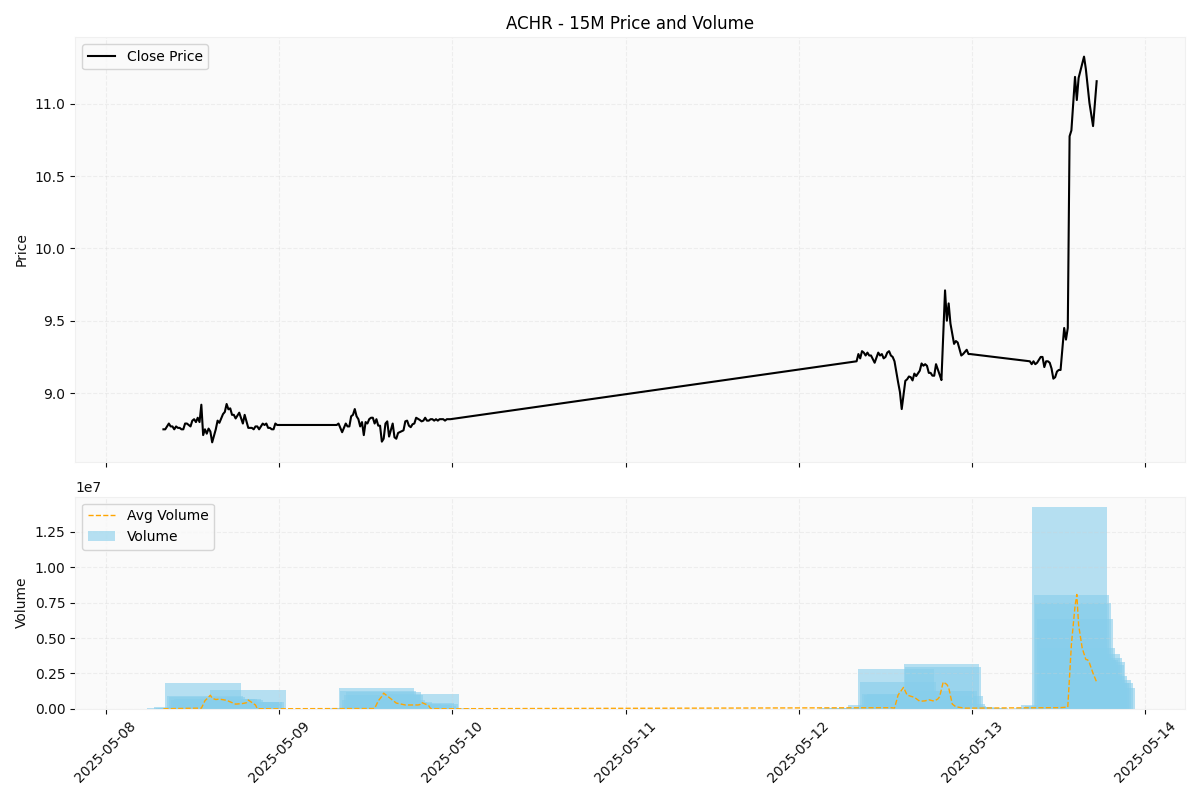 ACHR - 15M Price and Volume
Close Price
11.0
10.5
10.0
9.5
9.0
Price
1e7
Avg Volume
Volume
1.25
1.00
0.75
0.50
0.25
0.00
Volume
2025-05-08
2025-05-09
2025-05-10
2025-05-11
2025-05-12
2025-05-13
2025-05-14